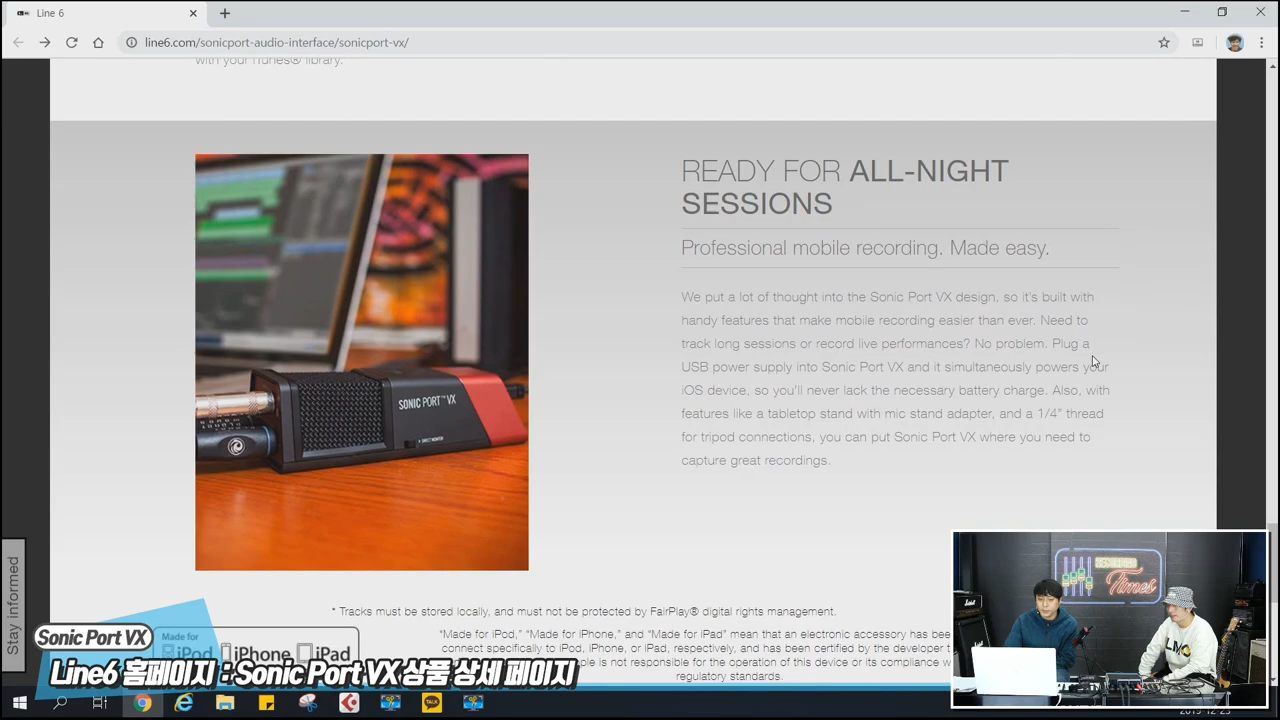 Line 6
line6.com/sonicport-audio-interface/sonicport-vx/
with your iTunes® library.
READY FOR ALL-NIGHT
SESSIONS
Professional mobile recording. Made easy.
We put a lot of thought into the Sonic Port VX design, so it's built with
handy features that make mobile recording easier than ever. Need to
track long sessions or record live performances? No problem. Plug a
USB power supply into Sonic Port VX and it simultaneously powers your
iOS device, so you'll never lack the necessary battery charge. Also, with
features like a tabletop stand with mic stand adapter, and a 1/4" thread
for tripod connections, you can put Sonic Port VX where you need to
capture great recordings.
SONIC PORT™ VX
DIRECT MONITOR
Stay informed
* Tracks must be stored locally, and must not be protected by FairPlay® digital rights management.
Made for
iPod iPhone iPad
"Made for iPod," "Made for iPhone," and "Made for iPad" mean that an electronic accessory has bee
connect specifically to iPod, iPhone, or iPad, respectively, and has been certified by the developer t
ple is not responsible for the operation of this device or its compliance w
regulatory standards.
Sonic Port VX
Line6 홈페이지 : Sonic Port VX 상품 상세 페이지
Times
LMO
TALK
2019-12-23